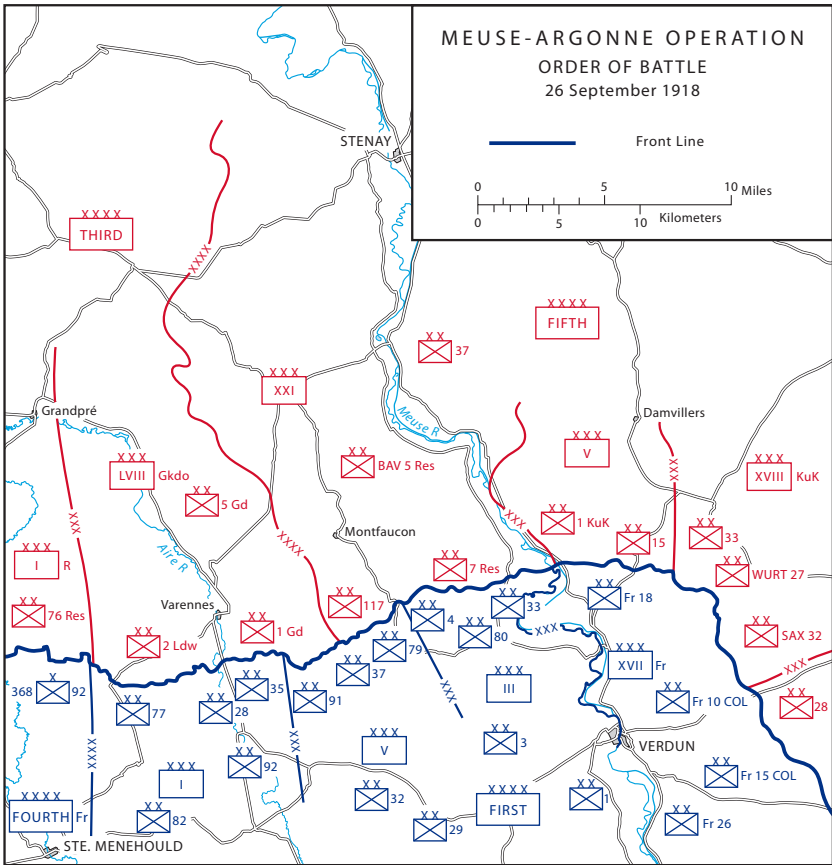 MEUSE-ARGONNE OPERATION
ORDER OF BATTLE
26 September 1918
Front Line
0 5 10 Miles
0 5 10 Kilometers
STENAY
XXXX
THIRD
XXXX
XXXX
FIFTH
XX
37
XXX
XXI
Grandpré
Meuse R
Damvillers
XXX
V
XX
BAV 5 Res
XXX
LVIII Gkdo
XXX
XXX
XVIII KuK
XX
5 Gd
XXX
XXX
XX
1 KuK
XX
33
XXXX
Montfaucon
XX
15
Aire R
XXX
I R
XX
7 Res
XX
WURT 27
XX
76 Res
Varennes
XX
117
XX
4
XX
33
XX
Fr 18
XX
2 Ldw
XX
1 Gd
XX
79
XX
80
XXX
XX
SAX 32
XXX
XVII Fr
XXX
X
368 92
XX
37
XX
35
XX
91
XXX
XXX
III
XX
Fr 10 COL
XX
28
XX
77
XX
28
XXXX
XXX
V
XX
3
VERDUN
XX
92
XXX
XXX
I
XX
Fr 15 COL
XX
32
XXXX
FIRST
XX
1
XXXX
FOURTH Fr
XX
82
XX
29
XX
Fr 26
STE. MENEHOULD